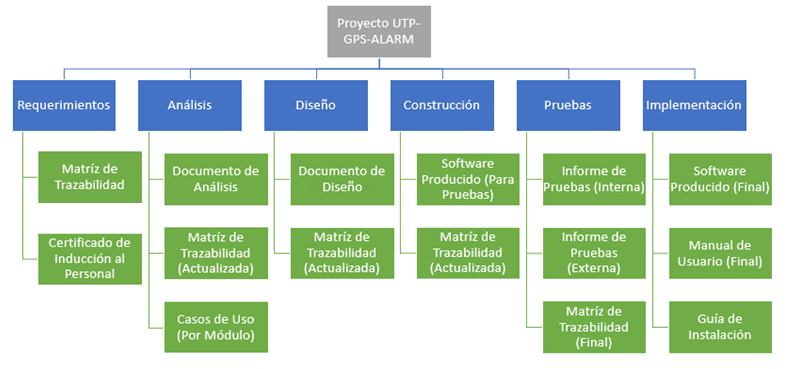 Proyecto UTP-
GPS-ALARM
Requerimientos
Análisis
Diseño
Construcción
Pruebas
Implementación
Matríz de
Trazabilidad
Certificado de
Inducción al
Personal
Documento de
Análisis
Matríz de
Trazabilidad
(Actualizada)
Casos de Uso
(Por Módulo)
Documento de
Diseño
Matríz de
Trazabilidad
(Actualizada)
Software
Producido (Para
Pruebas)
Matríz de
Trazabilidad
(Actualizada)
Informe de
Pruebas (Interna)
Informe de
Pruebas
(Externa)
Matríz de
Trazabilidad
(Final)
Software
Producido (Final)
Manual de
Usuario (Final)
Guía de
Instalación